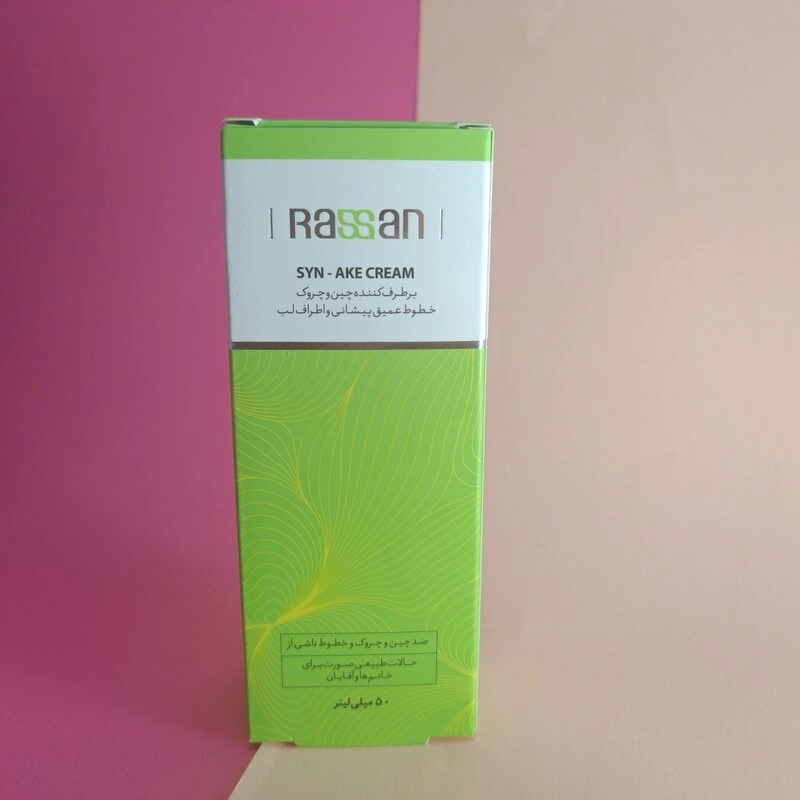 Rassan
SYN - AKE CREAM
برطرف‌کننده چین و چروک
خطوط عمیق پیشانی و اطراف لب
ضد چین و چروک و خطوط ناشی از
حالات طبیعی صورت برای
خانم‌ها و آقایان
۵۰ میلی لیتر